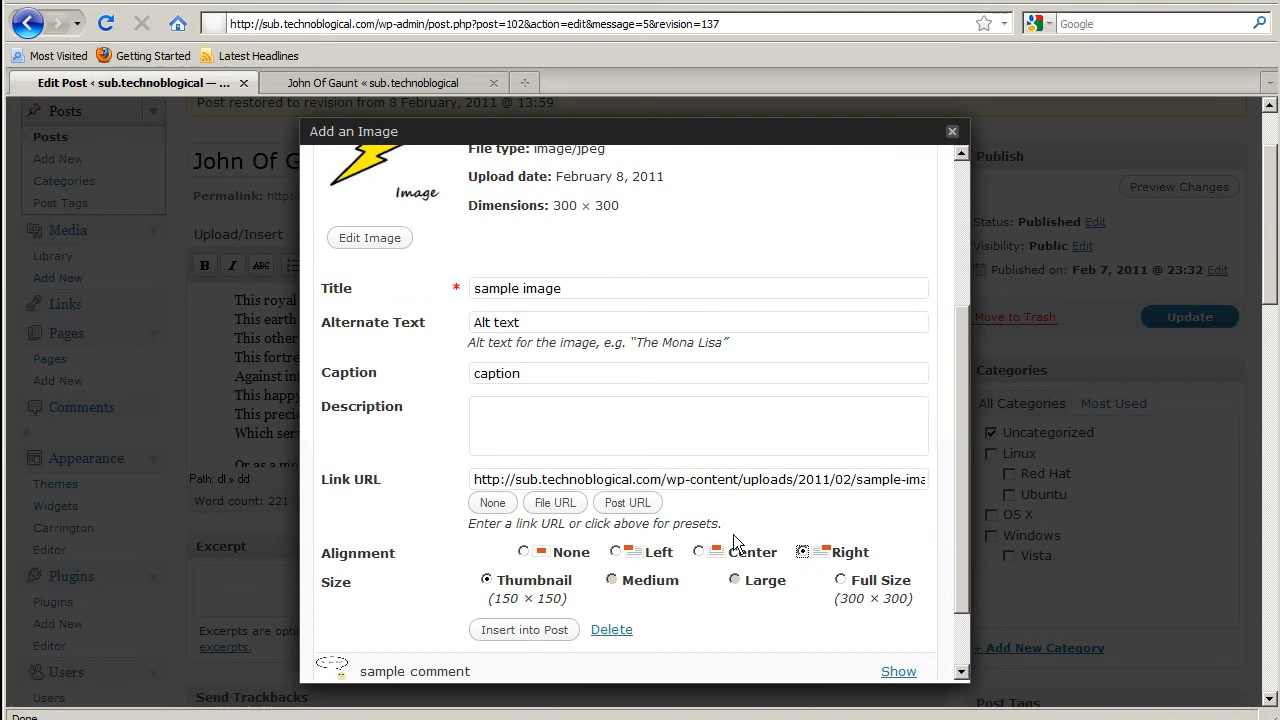 http://sub.technoblogical.com/wp-admin/post.php?post=102&action=edit&message=5&revision=137
Google
Most Visited
Getting Started
Latest Headlines
Edit Post ‹ sub.technoblogical — ...
John Of Gaunt « sub.technoblogical
Posts
Posts
Add New
Categories
Post Tags
Media
Library
Add New
Links
Pages
Pages
Add New
Comments
Appearance
Themes
Widgets
Carrington
Editor
Plugins
Plugins
Add New
Editor
Users
Users
Done
Post restored to revision from 8 February, 2011 @ 13:59
John Of G
Permalink: http:
Upload/Insert
B I ABC
This royal
This earth
This other
This fortre
Against in
This happy
This preci
Which ser
Or as a mo
Path: dl » dd
Word count: 221
Excerpt
Excerpts are opti
excerpts.
Send Trackbacks
Add an Image
Image
File type: image/jpeg
Upload date: February 8, 2011
Dimensions: 300 × 300
Edit Image
Title * sample image
Alternate Text Alt text
Alt text for the image, e.g. “The Mona Lisa”
Caption caption
Description
Link URL http://sub.technoblogical.com/wp-content/uploads/2011/02/sample-ima
None File URL Post URL
Enter a link URL or click above for presets.
Alignment None Left Center Right
Size Thumbnail Medium Large Full Size
(150 × 150) (300 × 300)
Insert into Post Delete
sample comment Show
Publish
Preview Changes
Status: Published Edit
Visibility: Public Edit
Published on: Feb 7, 2011 @ 23:32 Edit
Move to Trash Update
Categories
All Categories Most Used
Uncategorized
Linux
Red Hat
Ubuntu
OS X
Windows
Vista
+ Add New Category
Post Tags